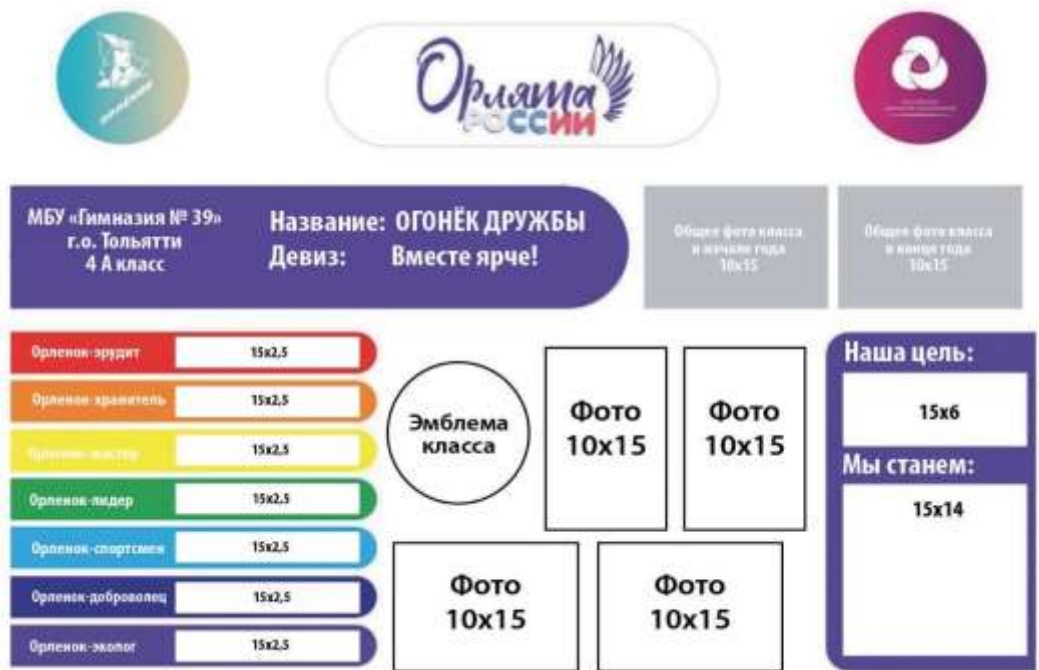 Орлята
РОССИИ
МБУ «Гимназия № 39»
г.о. Тольятти
4 А класс
Название: ОГОНЁК ДРУЖБЫ
Девиз: Вместе ярче!
Общее фото класса
в начале года
10х15
Общее фото класса
в конце года
10х15
Орленок-эрудит
15х2,5
Орленок-хранитель
15х2,5
Орленок-мастер
15х2,5
Орленок-лидер
15х2,5
Орленок-спортсмен
15х2,5
Орленок-доброволец
15х2,5
Орленок-эколог
15х2,5
Эмблема
класса
Фото
10х15
Фото
10х15
Фото
10х15
Фото
10х15
Наша цель:
15х6
Мы станем:
15х14